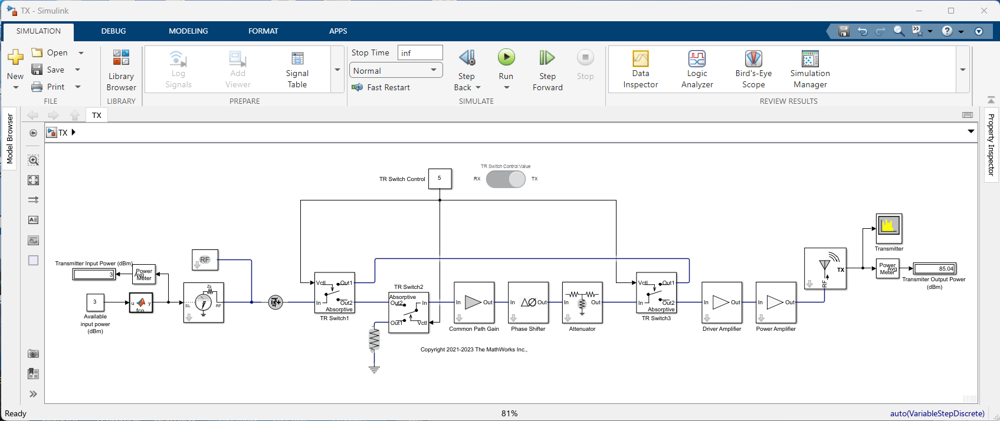 TX - Simulink
SIMULATION
DEBUG
MODELING
FORMAT
APPS
New
Open
Save
Print
FILE
Library
Browser
LIBRARY
Log
Signals
Add
Viewer
Signal
Table
PREPARE
Stop Time
inf
Normal
Fast Restart
Step
Back
Run
Step
Forward
Stop
SIMULATE
Data
Inspector
Logic
Analyzer
Bird's-Eye
Scope
Simulation
Manager
REVIEW RESULTS
Model Browser
TX
TX
Property Inspector
TR Switch Control:Value
TR Switch Control
5
RX
TX
Transmitter Input Power (dBm)
3
Power
Meter
Avg
3
Available
input power
(dBm)
u
fcn
y
RF
SL
Zs
RF
Vctl
Out1
In
Out2
Absorptive
TR Switch1
TR Switch2
Absorptive
Out2
In
Out1
Vctl
In
Out
Common Path Gain
In
Out
Phase Shifter
In
Out
Attenuator
Vctl
Out1
In
Out2
Absorptive
TR Switch3
In
Out
Driver Amplifier
In
Out
Power Amplifier
TX
RF
Transmitter
Power
Meter
Avg
85.04
Transmiter Output Power
(dBm)
Copyright 2021-2023 The MathWorks Inc.,
Ready
81%
auto(VariableStepDiscrete)